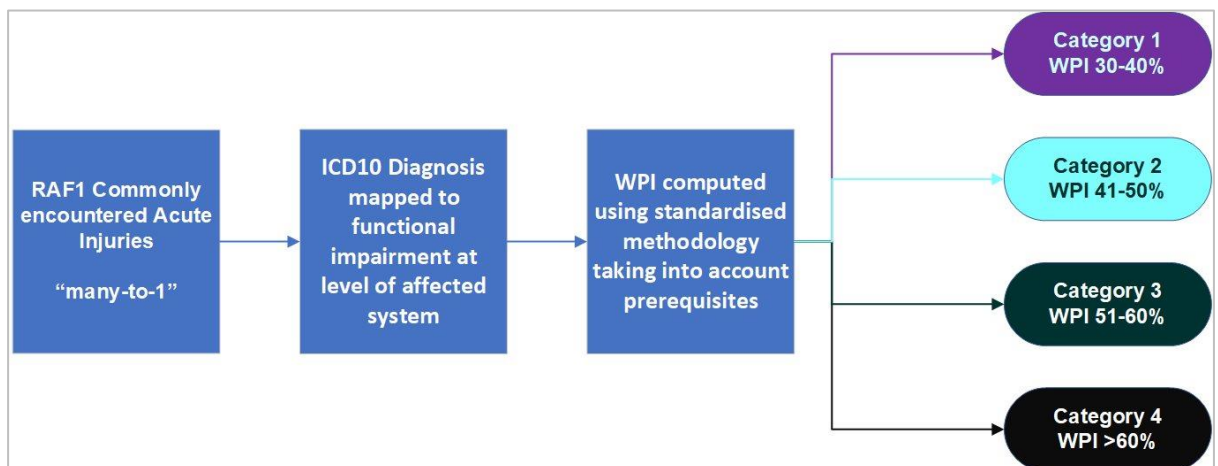 RAF1 Commonly
encountered Acute
Injuries
“many-to-1”
ICD10 Diagnosis
mapped to
functional
impairment at
level of affected
system
WPI computed
using standardised
methodology
taking into account
prerequisites
Category 1
WPI 30-40%
Category 2
WPI 41-50%
Category 3
WPI 51-60%
Category 4
WPI >60%